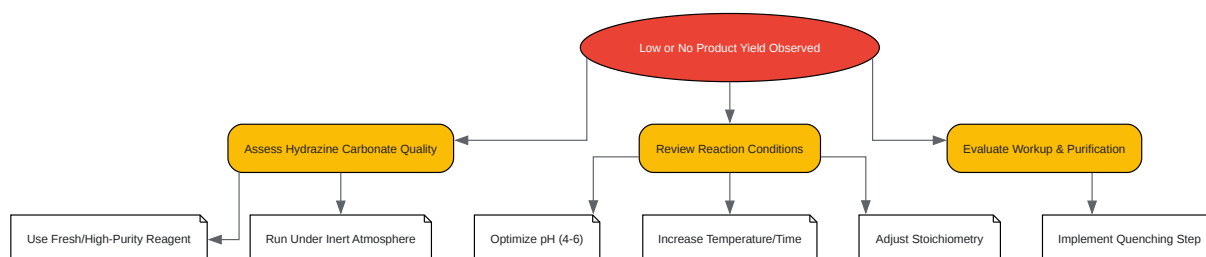 Low or No Product Yield Observed
Assess Hydrazine Carbonate Quality
Review Reaction Conditions
Evaluate Workup & Purification
Use Fresh/High-Purity Reagent
Run Under Inert Atmosphere
Optimize pH (4-6)
Increase Temperature/Time
Adjust Stoichiometry
Implement Quenching Step